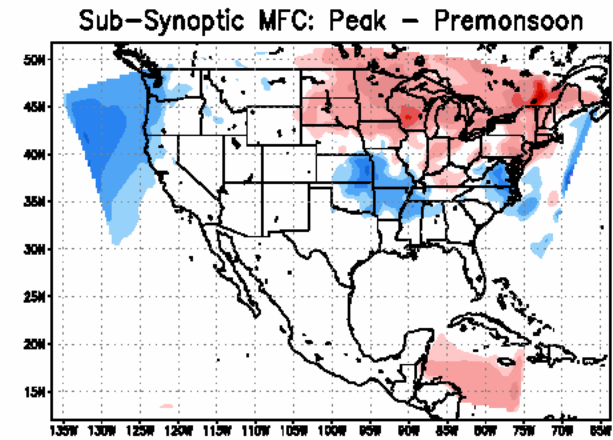 Sub-Synoptic MFC: Peak - Premonsoon
50N
45N
40N
35N
30N
25N
20N
15N
135W 130W 125W 120W 115W 110W 105W 100W 95W 90W 85W 80W 75W 70W 65W